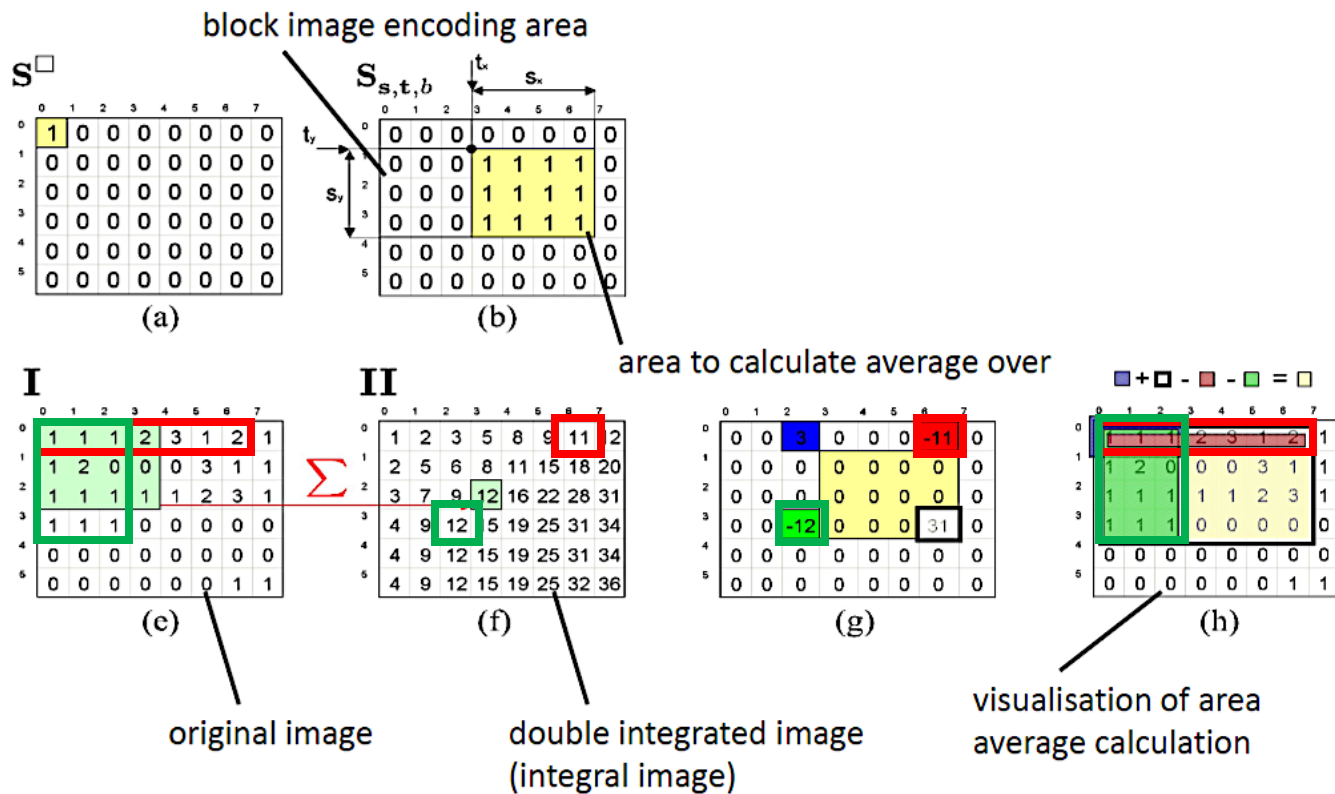 block image encoding area
S□
0 1 2 3 4 5 6 7
0 1 0 0 0 0 0 0 0
1 0 0 0 0 0 0 0 0
2 0 0 0 0 0 0 0 0
3 0 0 0 0 0 0 0 0
4 0 0 0 0 0 0 0 0
5 0 0 0 0 0 0 0 0
(a)
S s,t,b
tx
sx
ty
sy
0 1 2 3 4 5 6 7
0 0 0 0 0 0 0 0 0
1 0 0 0 1 1 1 1 0
2 0 0 0 1 1 1 1 0
3 0 0 0 1 1 1 1 0
4 0 0 0 0 0 0 0 0
5 0 0 0 0 0 0 0 0
(b)
area to calculate average over
I
0 1 2 3 4 5 6 7
0 1 1 1 2 3 1 2 1
1 1 2 0 0 0 3 1 1
2 1 1 1 1 1 2 3 1
3 1 1 1 0 0 0 0 0
4 0 0 0 0 0 0 0 0
5 0 0 0 0 0 0 1 1
(e)
Σ
II
0 1 2 3 4 5 6 7
0 1 2 3 5 8 9 11 12
1 2 5 6 8 11 15 18 20
2 3 7 9 12 16 22 28 31
3 4 9 12 15 19 25 31 34
4 4 9 12 15 19 25 31 34
5 4 9 12 15 19 25 32 36
(f)
0 1 2 3 4 5 6 7
0 0 0 3 0 0 0 -11 0
1 0 0 0 0 0 0 0 0
2 0 0 0 0 0 0 0 0
3 0 0 -12 0 0 0 31 0
4 0 0 0 0 0 0 0 0
5 0 0 0 0 0 0 0 0
(g)
+ - - =
0 1 2 3 4 5 6 7
0 1 1 1 2 3 1 2 1
1 1 2 0 0 0 3 1 1
2 1 1 1 1 1 2 3 1
3 1 1 1 0 0 0 0 0
4 0 0 0 0 0 0 0 0
5 0 0 0 0 0 0 1 1
(h)
original image
double integrated image
(integral image)
visualisation of area
average calculation